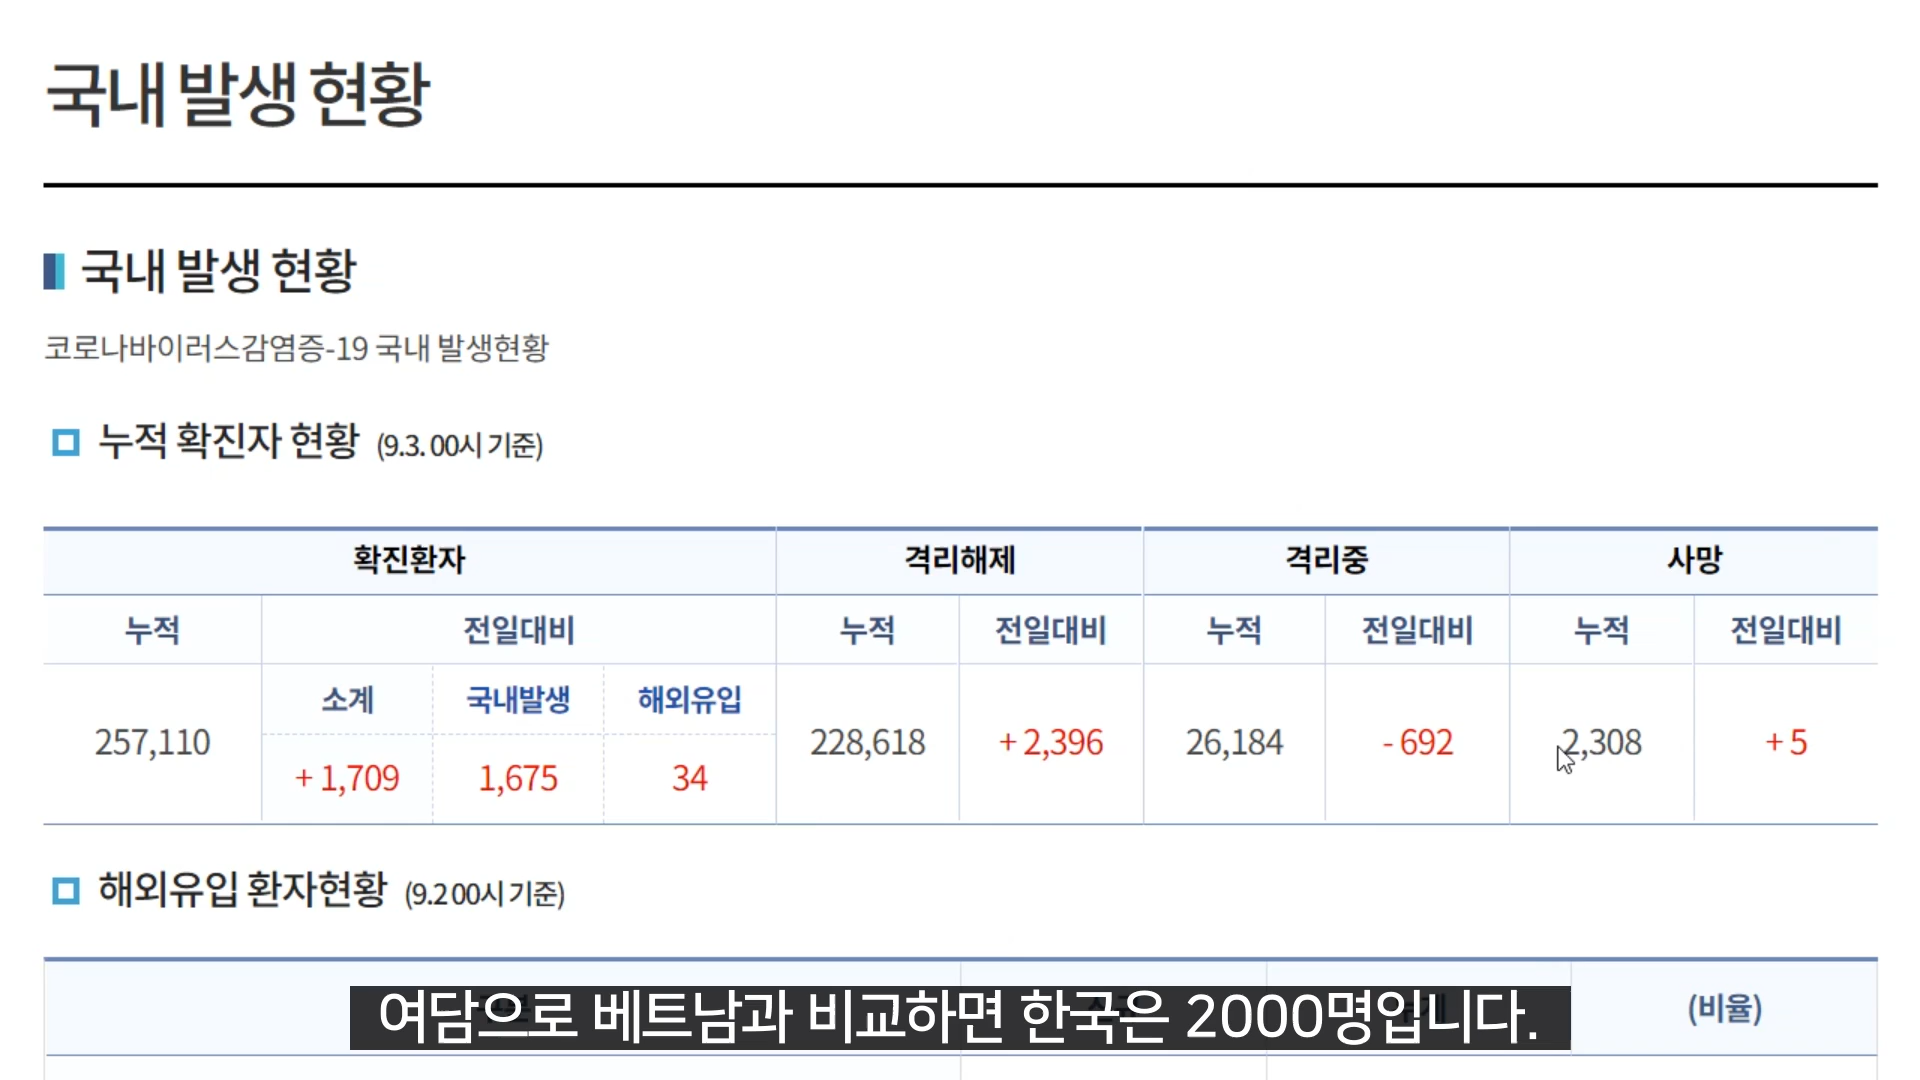 국내 발생 현황
국내 발생 현황
코로나바이러스감염증-19 국내 발생현황
누적 확진자 현황 (9.3. 00시 기준)
확진환자 격리해제 격리중 사망
누적 전일대비 누적 전일대비 누적 전일대비 누적 전일대비
소계 국내발생 해외유입
257,110 228,618 +2,396 26,184 -692 2,308 +5
+1,709 1,675 34
해외유입 환자현황 (9.2 00시 기준)
(비율)
여담으로 베트남과 비교하면 한국은 2000명입니다.